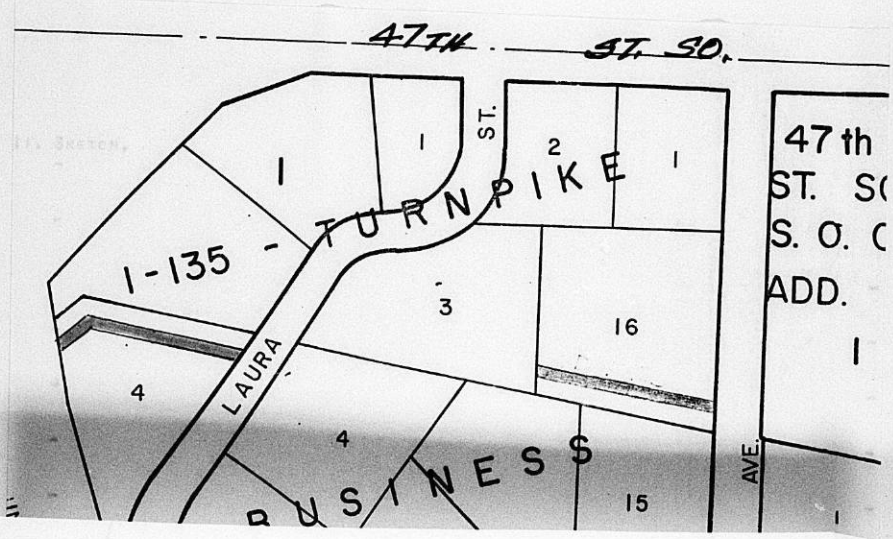 47TH ST. SO.
ST.
1
1
2
1
47 th
ST.
S. O.
ADD.
1
I-135 - TURNPIKE
3
16
LAURA
4
4
BUSINESS
15
AVE.
1